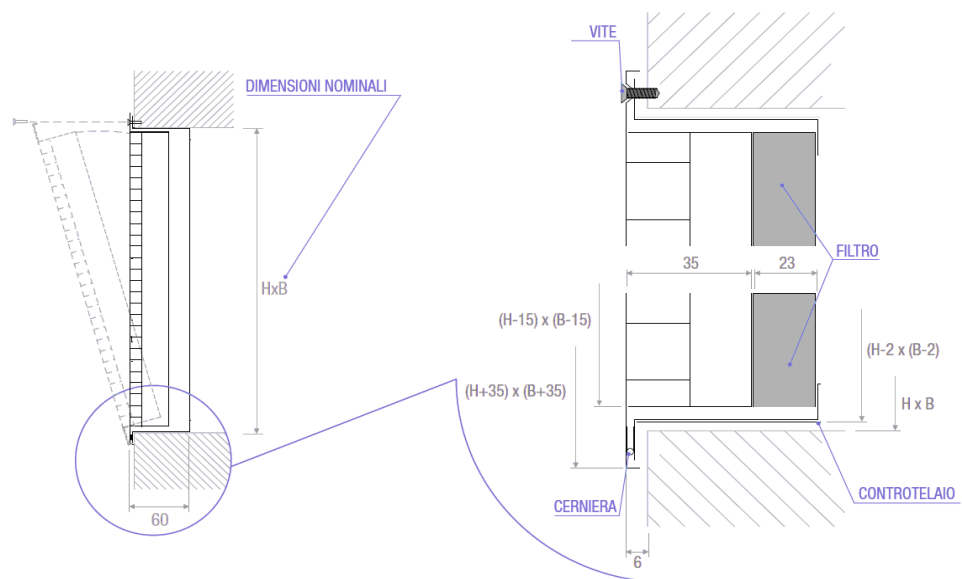 VITE
DIMENSIONI NOMINALI
HxB
60
35
23
FILTRO
(H-15) x (B-15)
(H-2 x (B-2)
(H+35) x (B+35)
H x B
CERNIERA
CONTROTELAIO
6